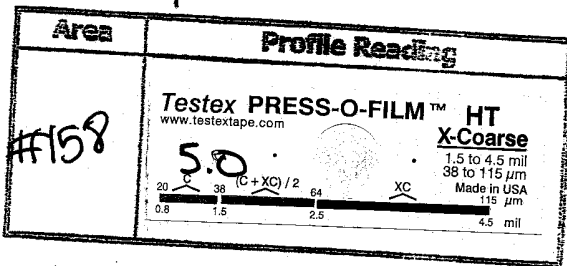 Area
Profile Reading
#158
Testex PRESS-O-FILM™ HT
www.testextape.com
X-Coarse
1.5 to 4.5 mil
38 to 115 µm
Made in USA
5.0
C (C + XC) / 2 XC
20 38 64 115 µm
0.8 1.5 2.5 4.5 mil